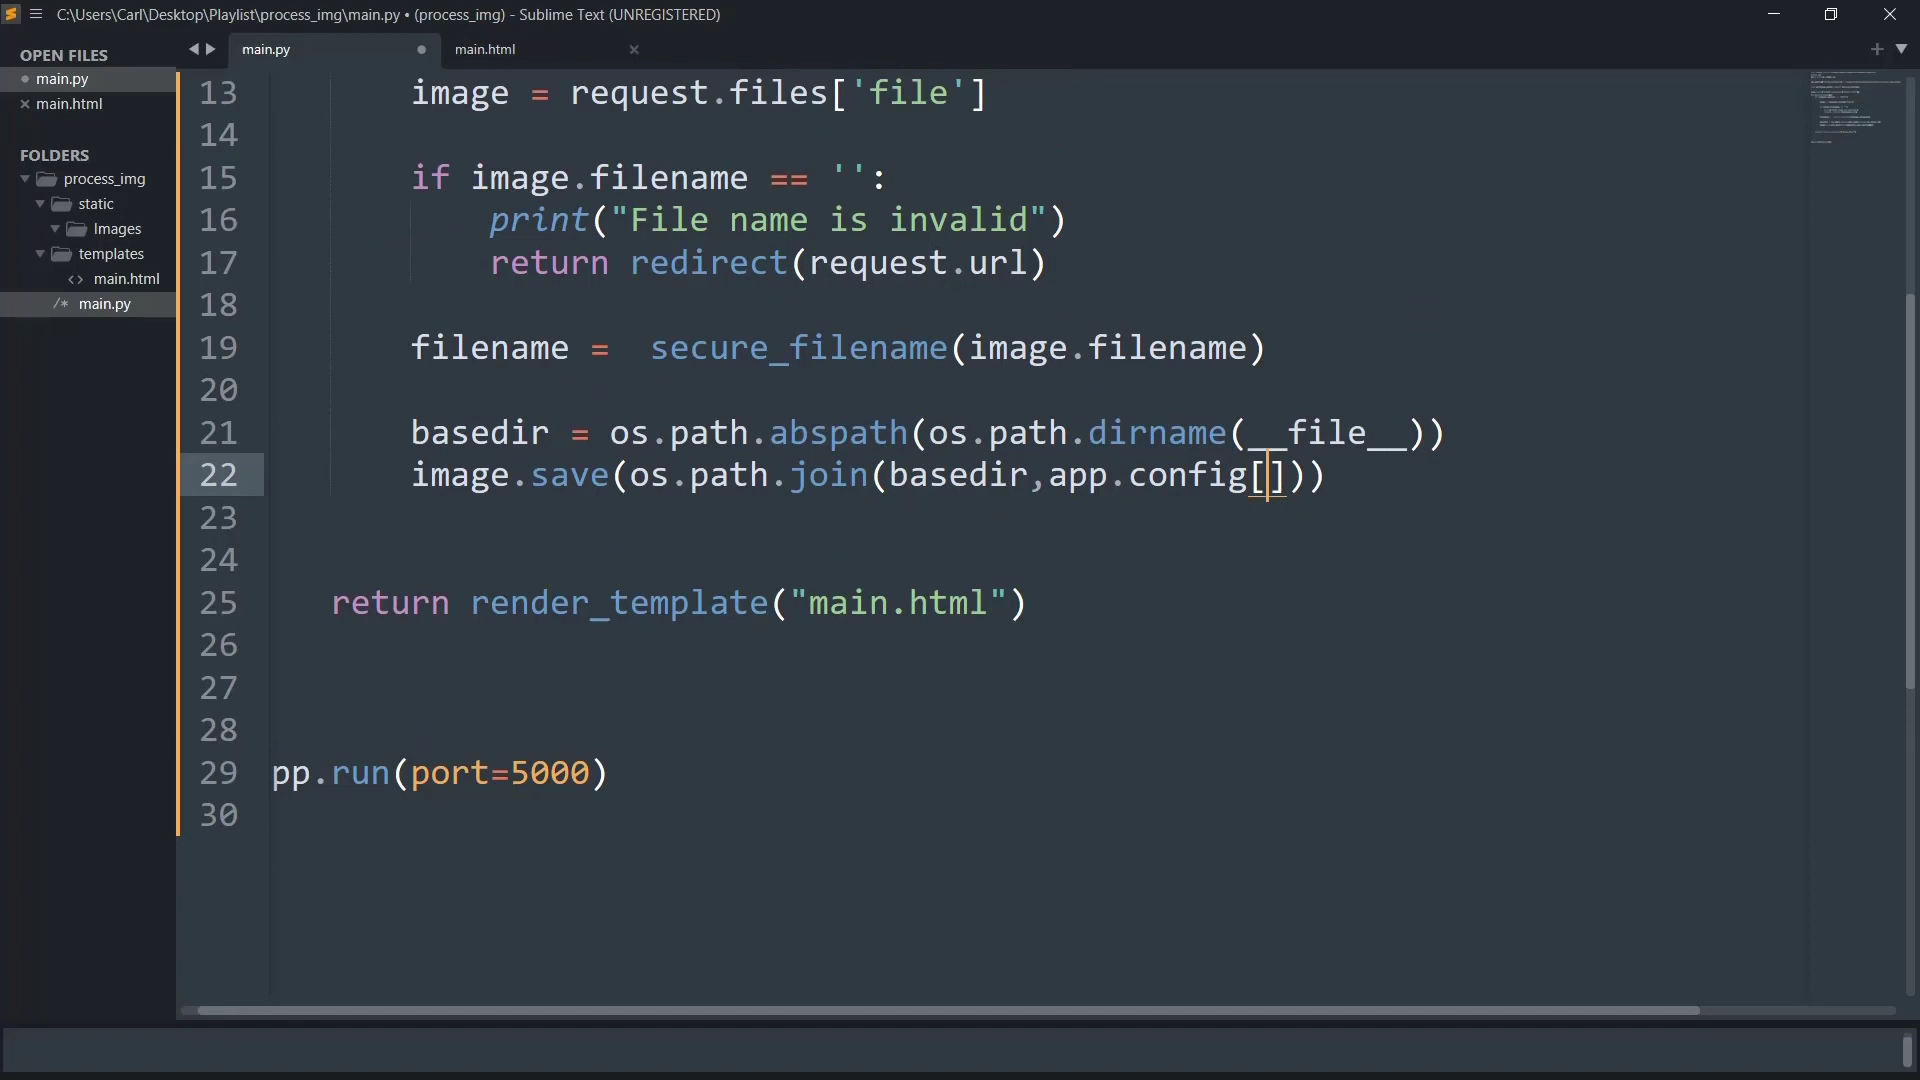 C:\Users\Carl\Desktop\Playlist\process_img\main.py • (process_img) - Sublime Text (UNREGISTERED)
OPEN FILES
main.py
main.html
FOLDERS
process_img
static
Images
templates
<> main.html
/* main.py
main.py
main.html
13 image = request.files['file']
14
15 if image.filename == '':
16 print("File name is invalid")
17 return redirect(request.url)
18
19 filename =  secure_filename(image.filename)
20
21 basedir = os.path.abspath(os.path.dirname(__file__))
22 image.save(os.path.join(basedir,app.config[]))
23
24
25 return render_template("main.html")
26
27
28
29 pp.run(port=5000)
30